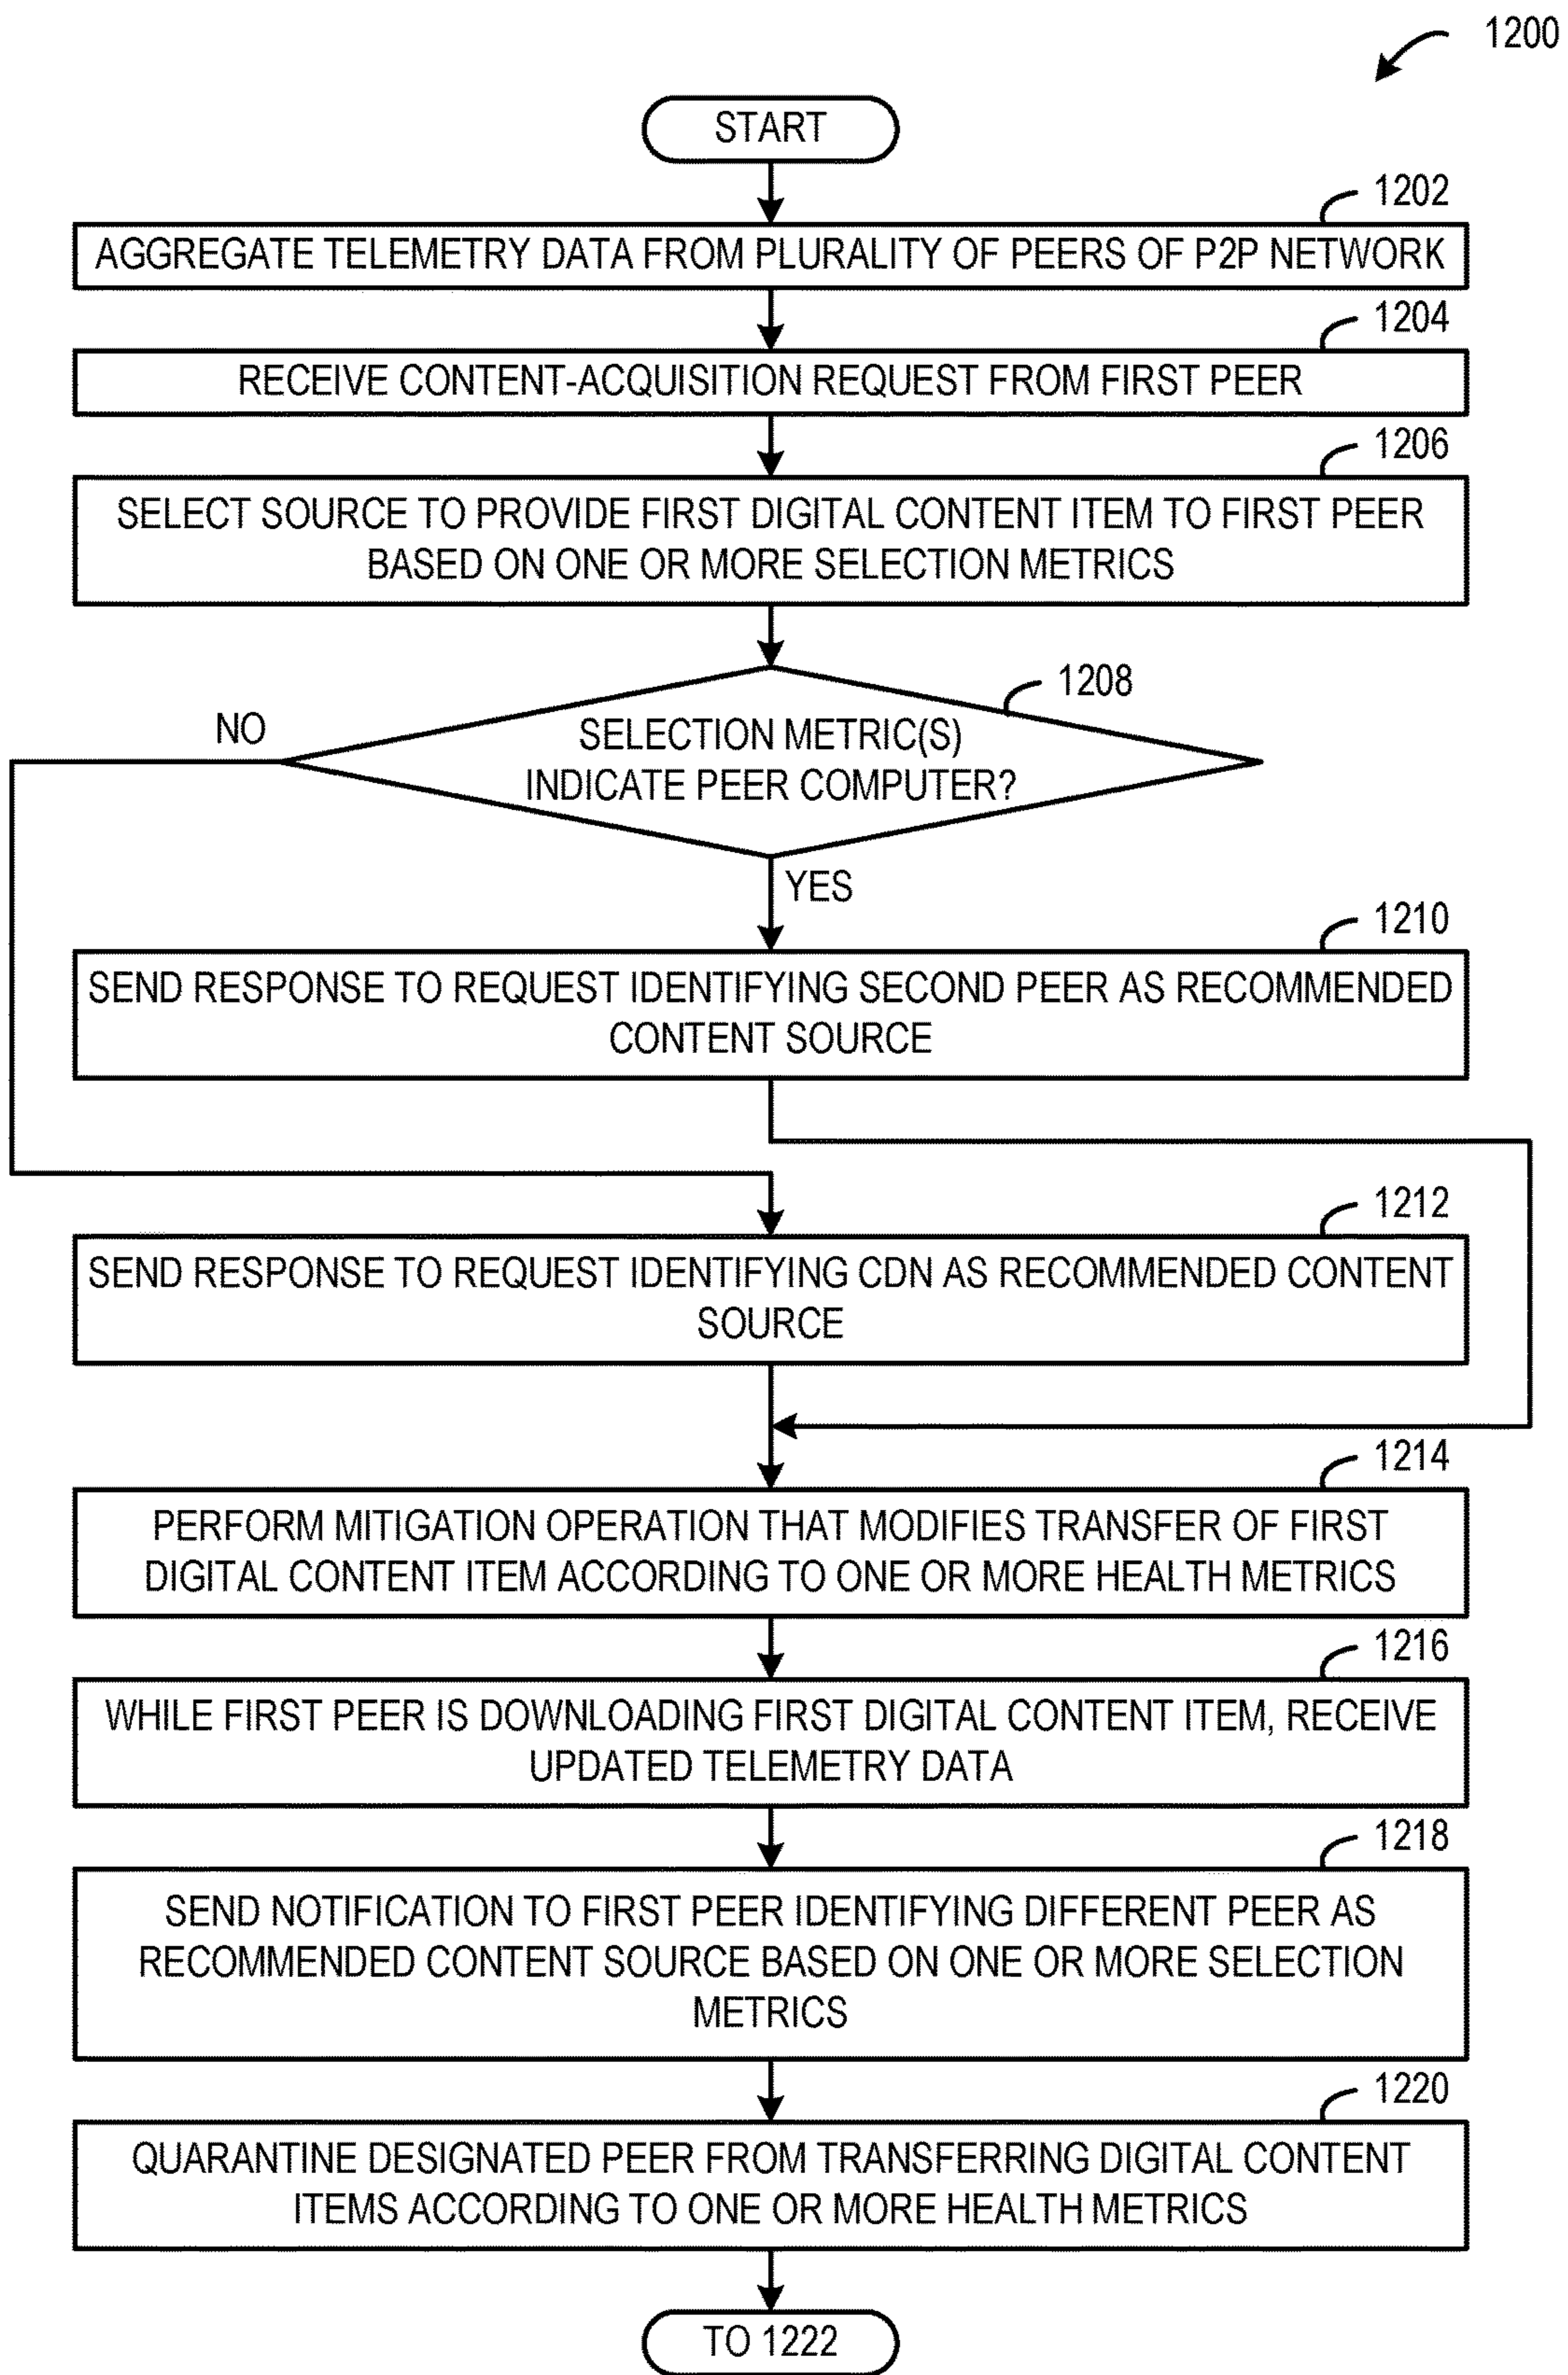 1200
START
1202
AGGREGATE TELEMETRY DATA FROM PLURALITY OF PEERS OF P2P NETWORK
1204
RECEIVE CONTENT-ACQUISITION REQUEST FROM FIRST PEER
1206
SELECT SOURCE TO PROVIDE FIRST DIGITAL CONTENT ITEM TO FIRST PEER
BASED ON ONE OR MORE SELECTION METRICS
1208
NO
SELECTION METRIC(S)
INDICATE PEER COMPUTER?
YES
1210
SEND RESPONSE TO REQUEST IDENTIFYING SECOND PEER AS RECOMMENDED
CONTENT SOURCE
1212
SEND RESPONSE TO REQUEST IDENTIFYING CDN AS RECOMMENDED CONTENT
SOURCE
1214
PERFORM MITIGATION OPERATION THAT MODIFIES TRANSFER OF FIRST
DIGITAL CONTENT ITEM ACCORDING TO ONE OR MORE HEALTH METRICS
1216
WHILE FIRST PEER IS DOWNLOADING FIRST DIGITAL CONTENT ITEM, RECEIVE
UPDATED TELEMETRY DATA
1218
SEND NOTIFICATION TO FIRST PEER IDENTIFYING DIFFERENT PEER AS
RECOMMENDED CONTENT SOURCE BASED ON ONE OR MORE SELECTION
METRICS
1220
QUARANTINE DESIGNATED PEER FROM TRANSFERRING DIGITAL CONTENT
ITEMS ACCORDING TO ONE OR MORE HEALTH METRICS
TO 1222